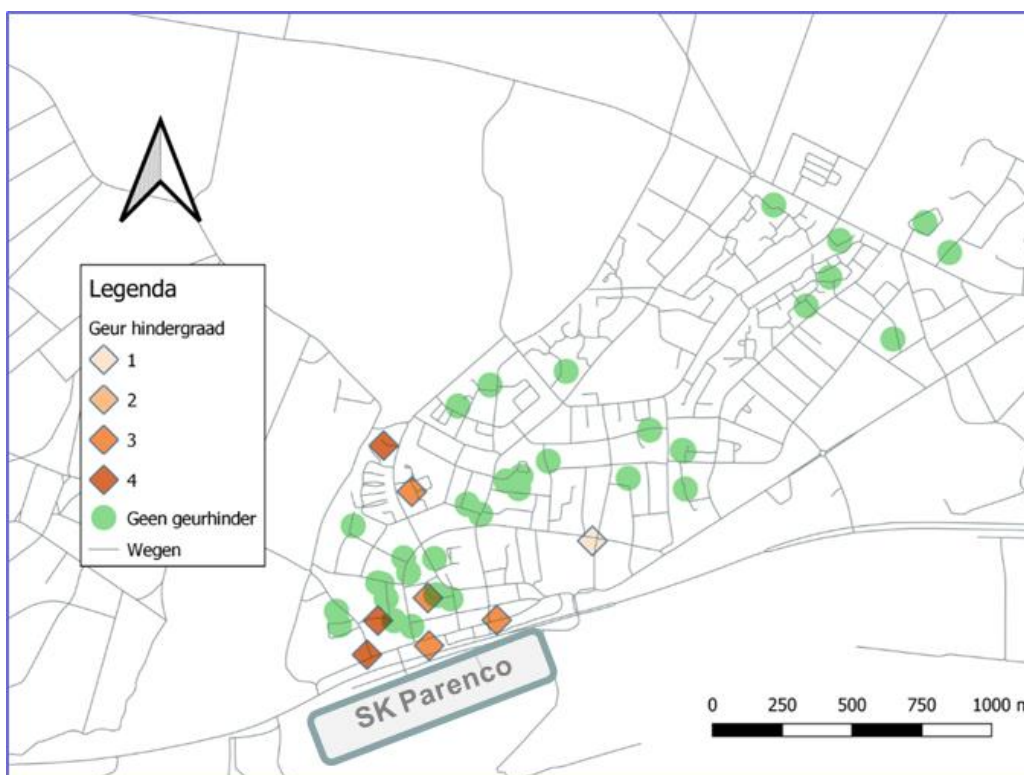 Legenda
Geur hindergraad
1
2
3
4
Geen geurhinder
Wegen
SK Parenco
0 250 500 750 1000 m